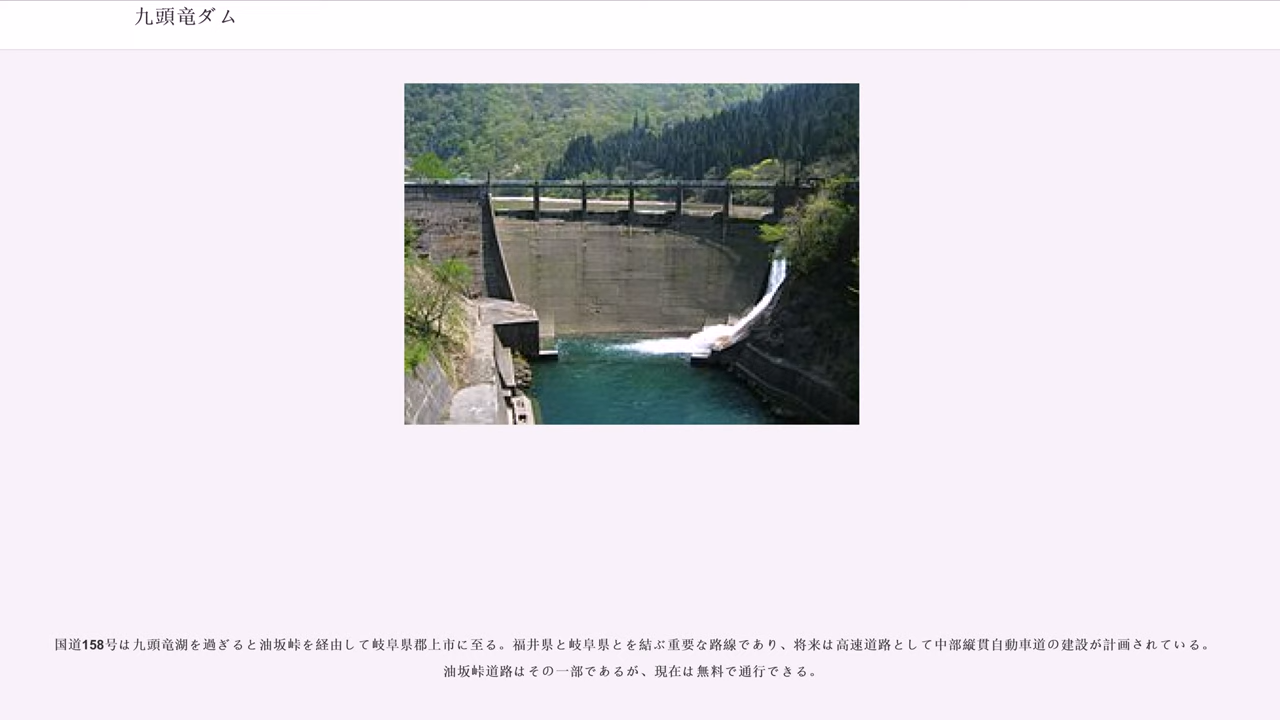 九頭竜ダム
国道158号は九頭竜湖を過ぎると油坂峠を経由して岐阜県郡上市に至る。福井県と岐阜県とを結ぶ重要な路線であり、将来は高速道路として中部縦貫自動車道の建設が計画されている。
油坂峠道路はその一部であるが、現在は無料で通行できる。